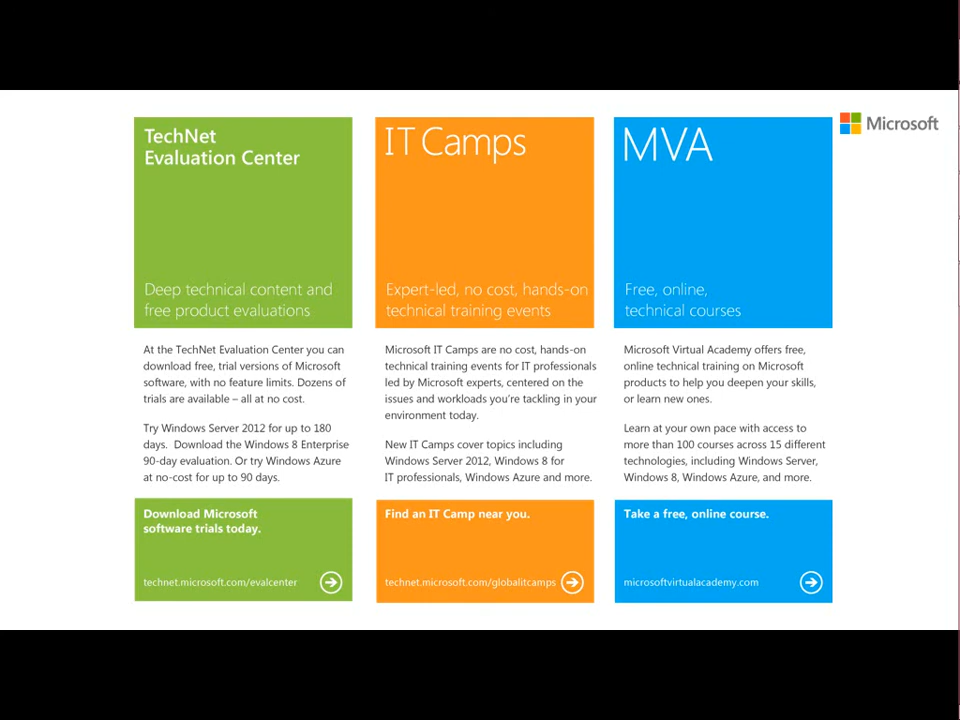 TechNet
Evaluation Center
Deep technical content and
free product evaluations
At the TechNet Evaluation Center you can
download free, trial versions of Microsoft
software, with no feature limits. Dozens of
trials are available – all at no cost.
Try Windows Server 2012 for up to 180
days.  Download the Windows 8 Enterprise
90-day evaluation. Or try Windows Azure
at no-cost for up to 90 days.
Download Microsoft
software trials today.
technet.microsoft.com/evalcenter
IT Camps
Expert-led, no cost, hands-on
technical training events
Microsoft IT Camps are no cost, hands-on
technical training events for IT professionals
led by Microsoft experts, centered on the
issues and workloads you're tackling in your
environment today.
New IT Camps cover topics including
Windows Server 2012, Windows 8 for
IT professionals, Windows Azure and more.
Find an IT Camp near you.
technet.microsoft.com/globalitcamps
MVA
Free, online,
technical courses
Microsoft Virtual Academy offers free,
online technical training on Microsoft
products to help you deepen your skills,
or learn new ones.
Learn at your own pace with access to
more than 100 courses across 15 different
technologies, including Windows Server,
Windows 8, Windows Azure, and more.
Take a free, online course.
microsoftvirtualacademy.com
Microsoft